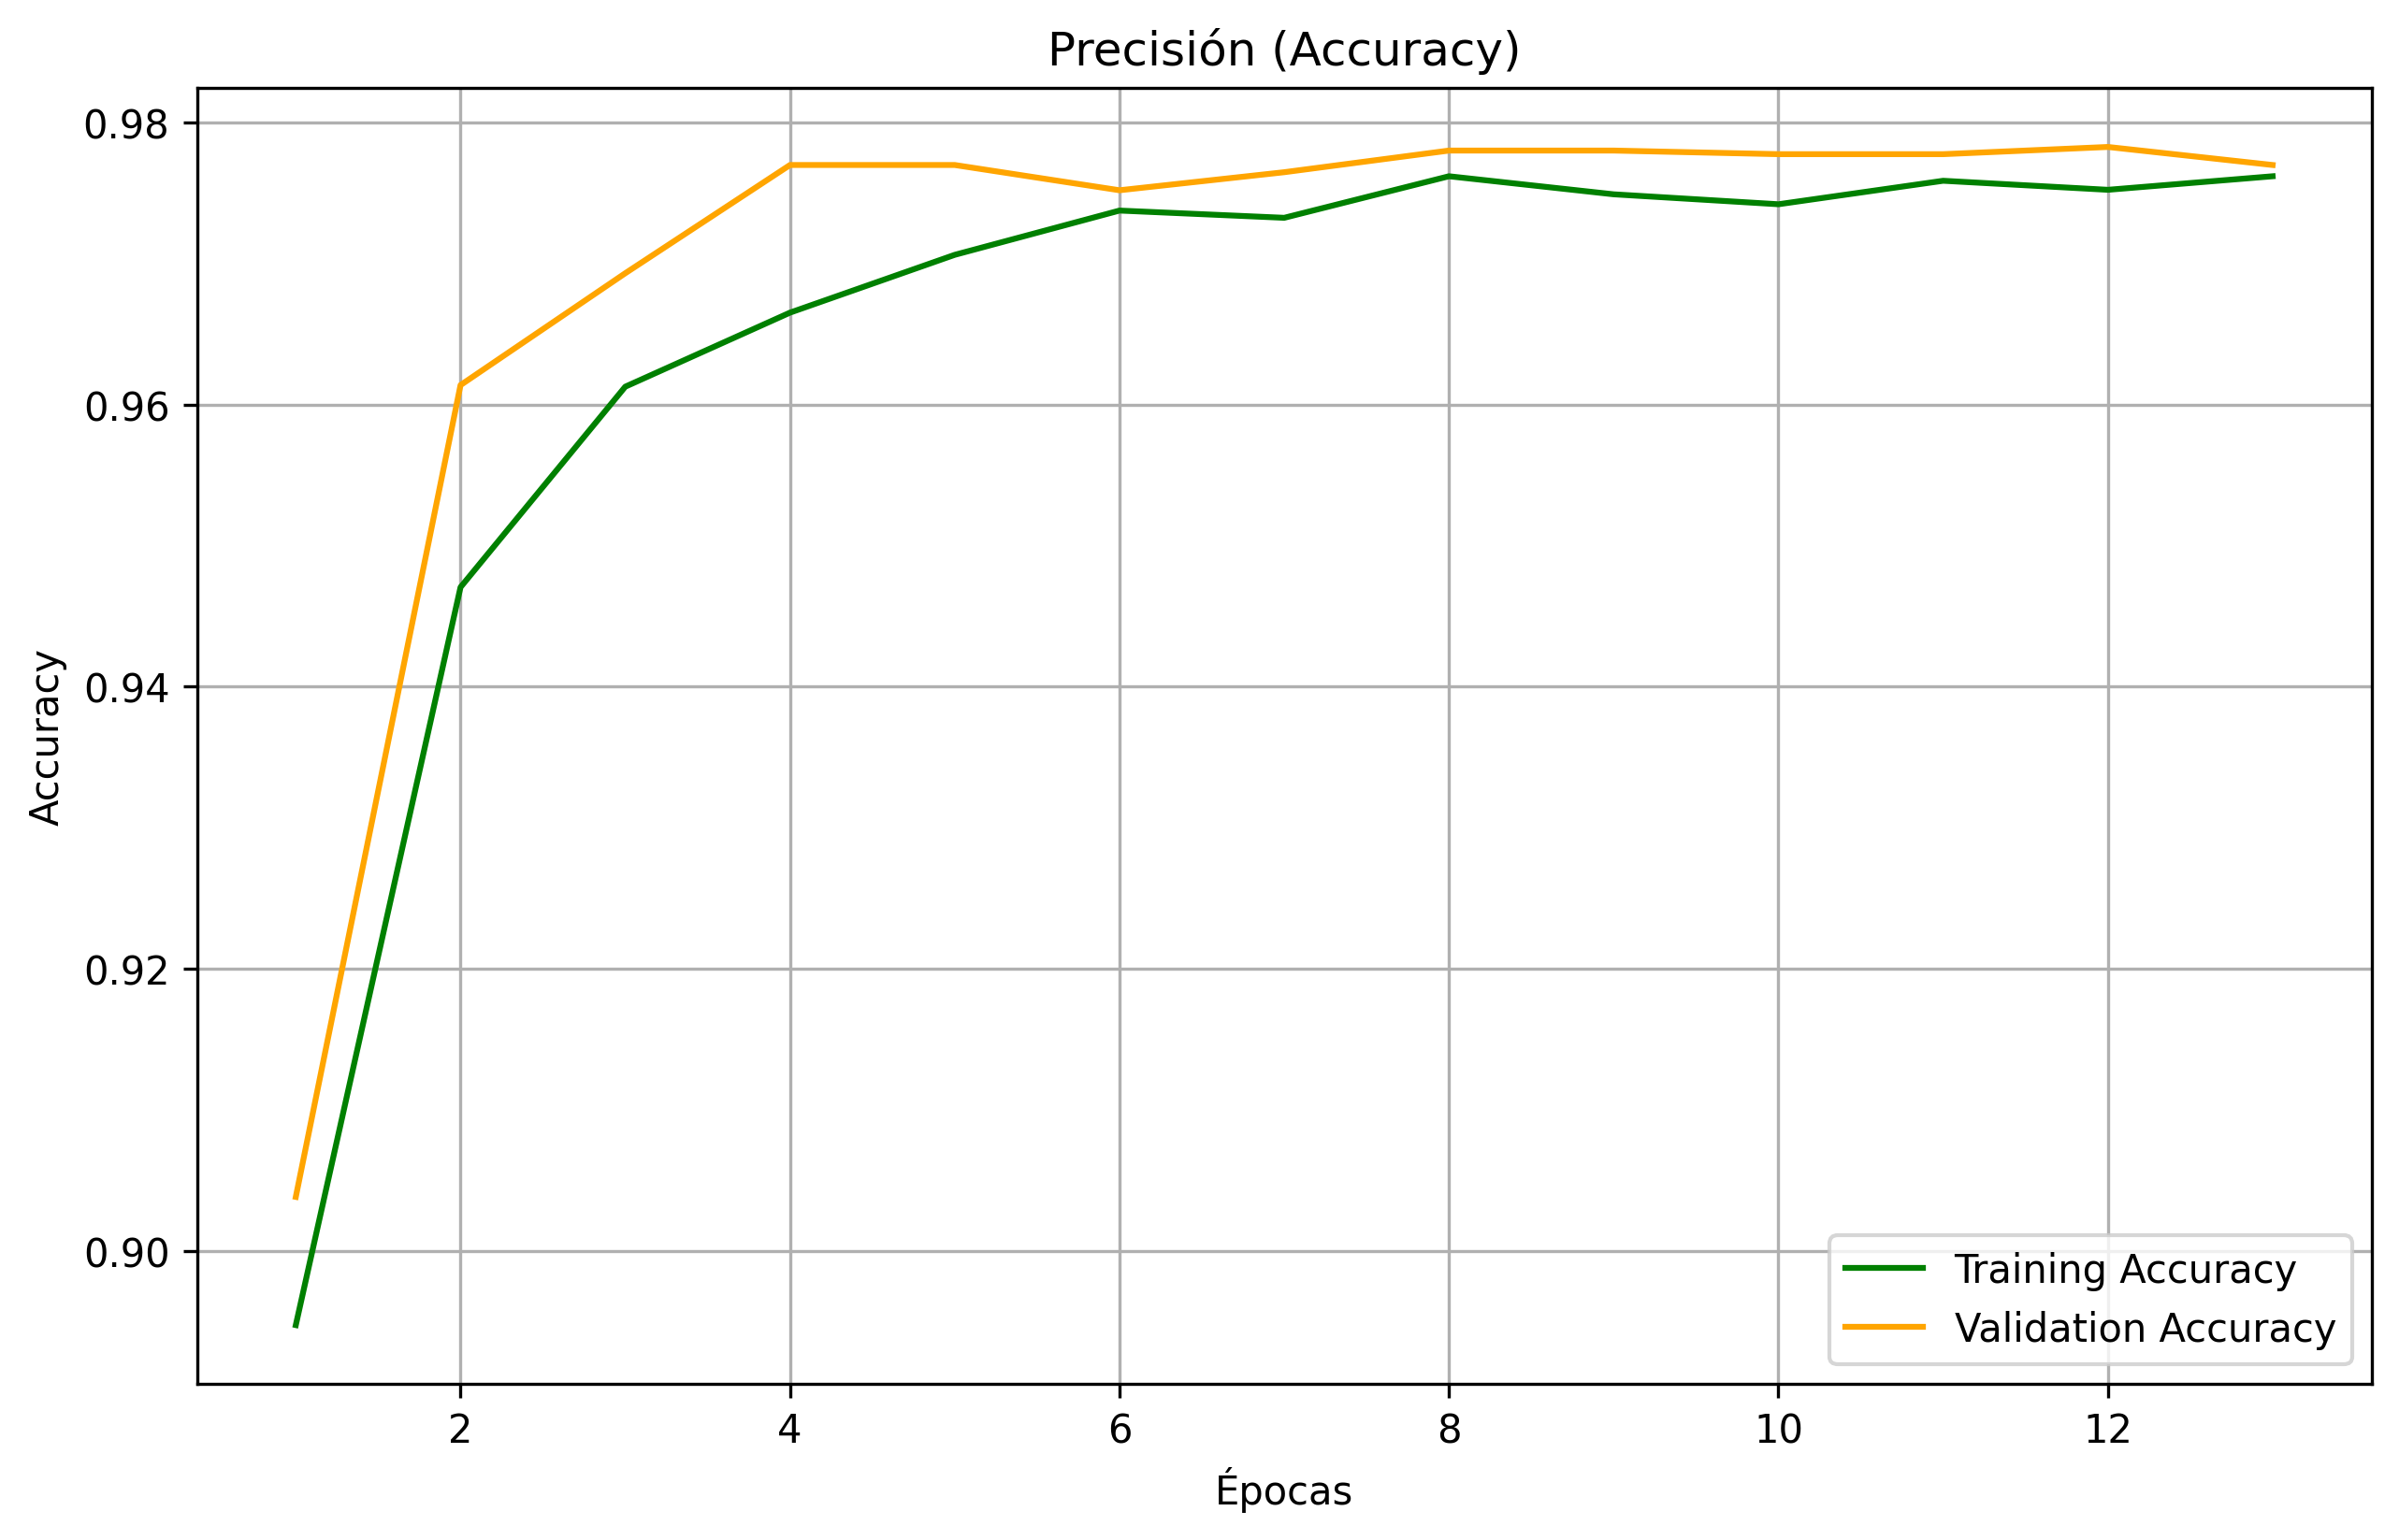 Precisión (Accuracy)
0.98
0.96
0.94
0.92
0.90
Accuracy
2 4 6 8 10 12
Épocas
Training Accuracy
Validation Accuracy